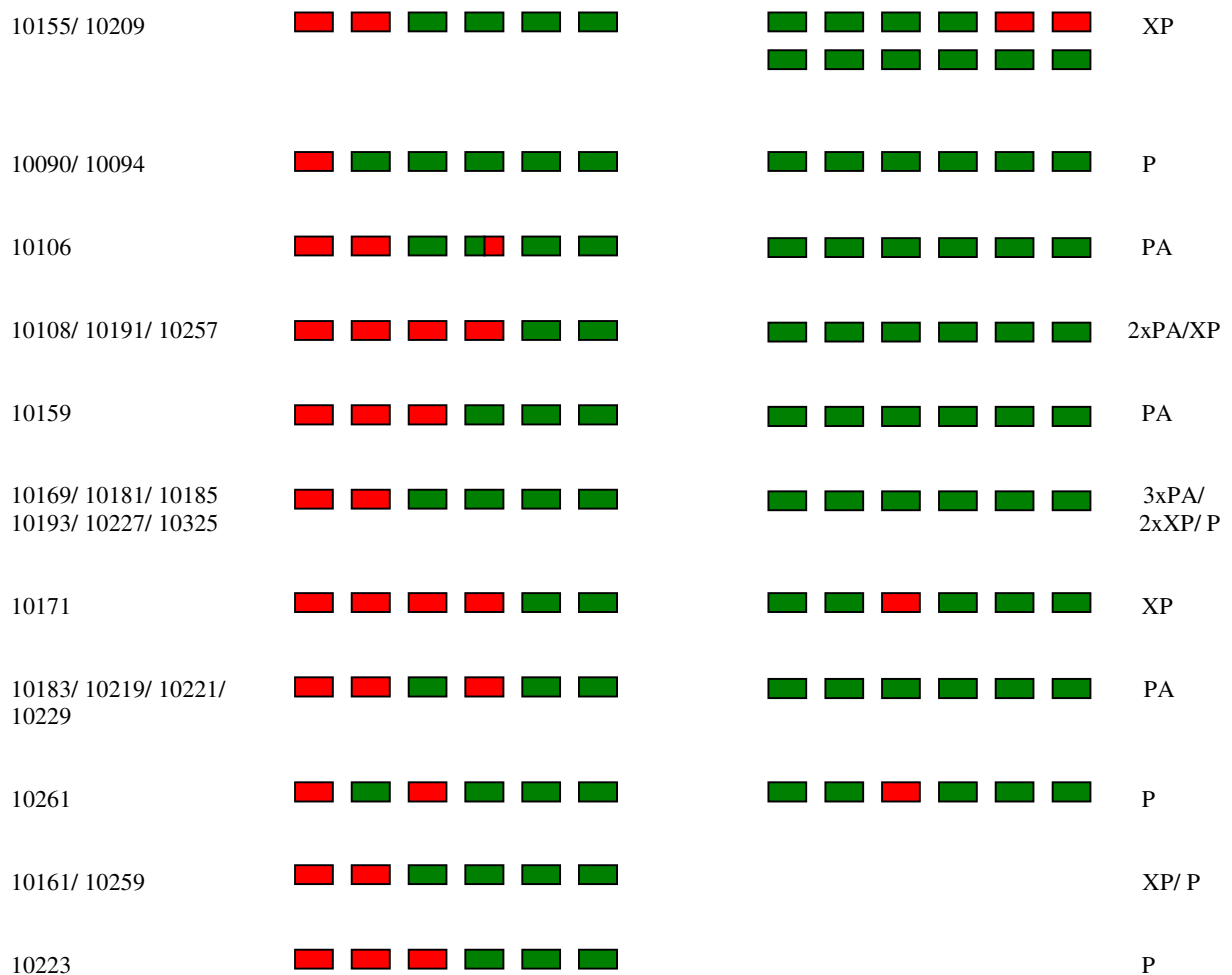 10155/ 10209 XP
10090/ 10094 P
10106 PA
10108/ 10191/ 10257 2xPA/XP
10159 PA
10169/ 10181/ 10185 3xPA/
10193/ 10227/ 10325 2xXP/ P
10171 XP
10183/ 10219/ 10221/ PA
10229
10261 P
10161/ 10259 XP/ P
10223 P